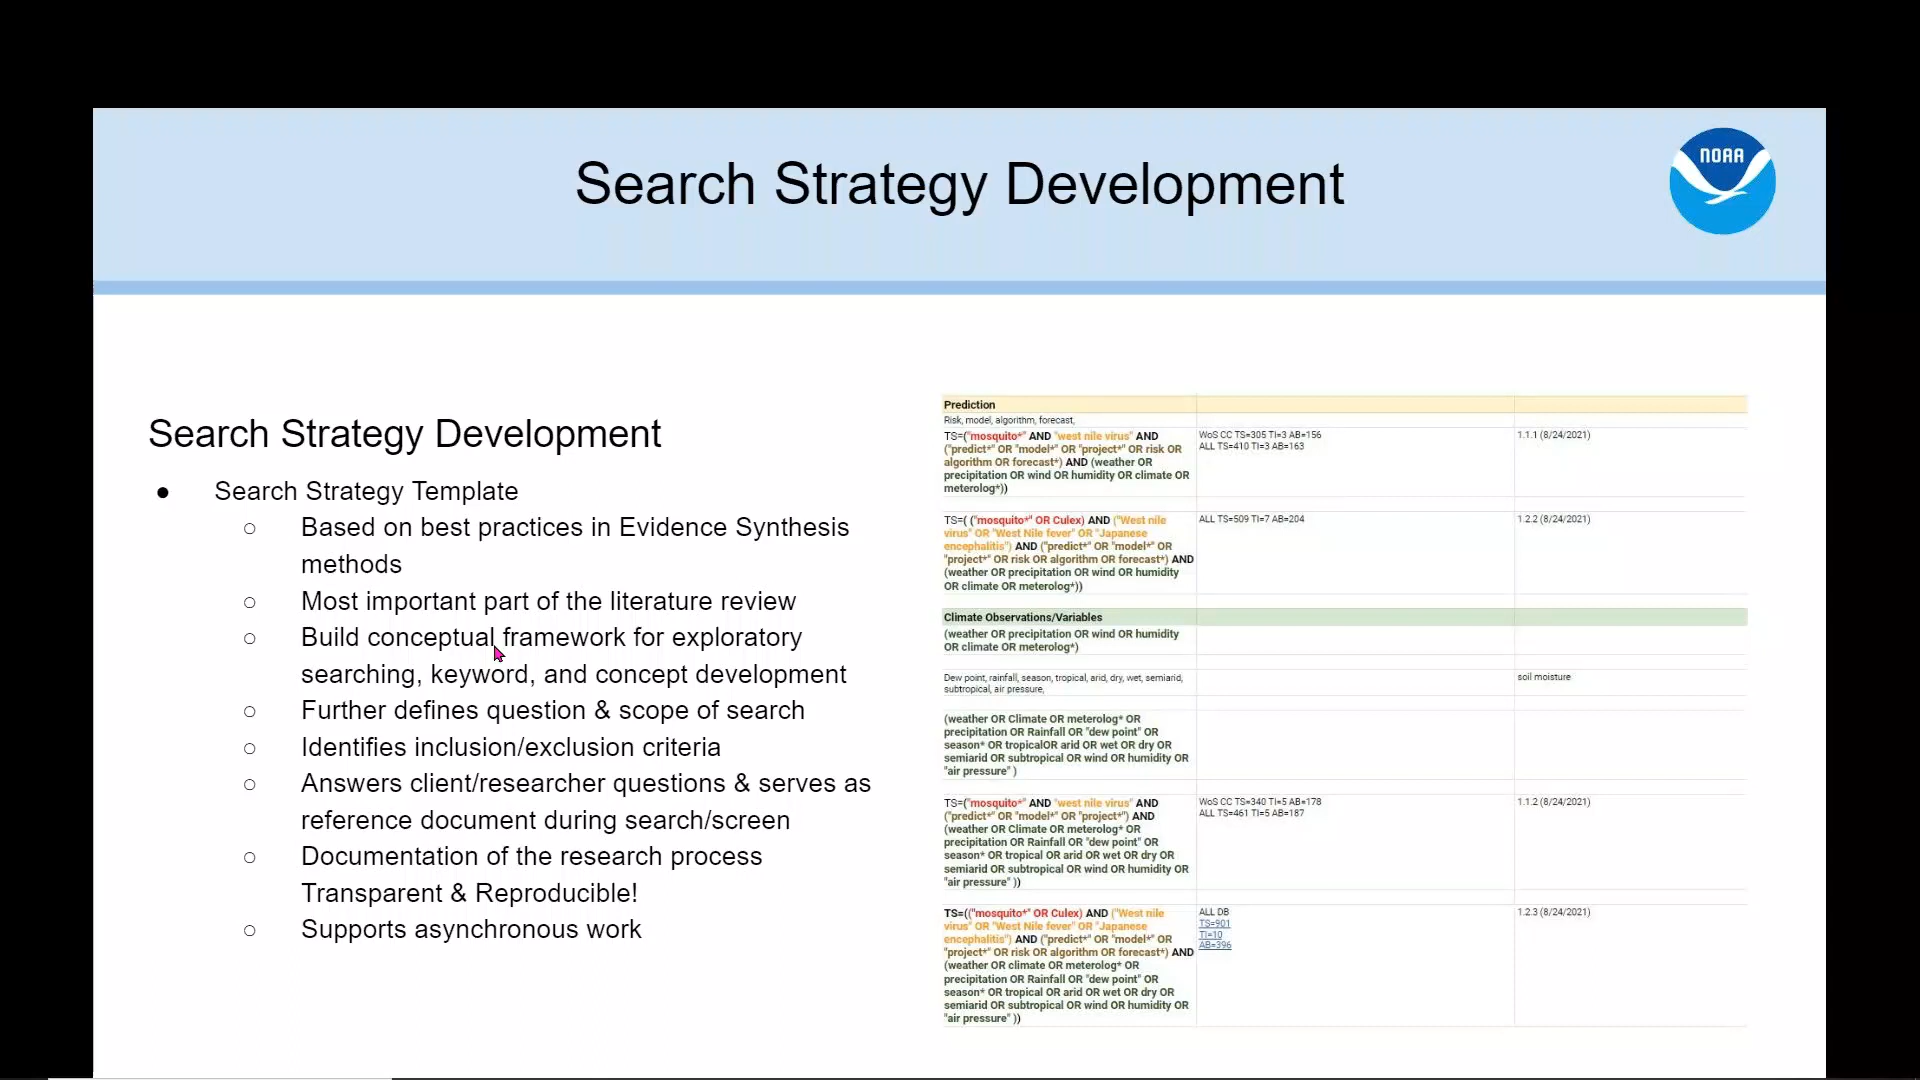 Search Strategy Development
NOAA
Search Strategy Development
● Search Strategy Template
○ Based on best practices in Evidence Synthesis
methods
○ Most important part of the literature review
○ Build conceptual framework for exploratory
searching, keyword, and concept development
○ Further defines question & scope of search
○ Identifies inclusion/exclusion criteria
○ Answers client/researcher questions & serves as
reference document during search/screen
○ Documentation of the research process
Transparent & Reproducible!
○ Supports asynchronous work
Prediction
Risk, model, algorithm, forecast,
TS=("mosquito*" AND "west nile virus" AND
("predict*" OR "model*" OR "project*" OR risk OR
algorithm OR forecast*) AND (weather OR
precipitation OR wind OR humidity OR climate OR
meterolog*))
WoS CC TS=305 TI=3 AB=156
ALL TS=410 TI=3 AB=163
1.1.1 (8/24/2021)
TS=( ("mosquito*" OR Culex) AND ("West nile
virus" OR "West Nile fever" OR "Japanese
encephalitis") AND ("predict*" OR "model*" OR
"project*" OR risk OR algorithm OR forecast*) AND
(weather OR precipitation OR wind OR humidity
OR climate OR meterolog*))
ALL TS=509 TI=7 AB=204
1.2.2 (8/24/2021)
Climate Observations/Variables
(weather OR precipitation OR wind OR humidity
OR climate OR meterolog*)
Dew point, rainfall, season, tropical, arid, dry, wet, semiarid,
subtropical, air pressure,
soil moisture
(weather OR Climate OR meterolog* OR
precipitation OR Rainfall OR "dew point" OR
season* OR tropicalOR arid OR wet OR dry OR
semiarid OR subtropical OR wind OR humidity OR
"air pressure" )
TS=("mosquito*" AND "west nile virus" AND
("predict*" OR "model*" OR "project*") AND
(weather OR Climate OR meterolog* OR
precipitation OR Rainfall OR "dew point" OR
season* OR tropical OR arid OR wet OR dry OR
semiarid OR subtropical OR wind OR humidity OR
"air pressure" ))
WoS CC TS=340 TI=5 AB=178
ALL TS=461 TI=5 AB=187
1.1.2 (8/24/2021)
TS=(("mosquito*" OR Culex) AND ("West nile
virus" OR "West Nile fever" OR "Japanese
encephalitis") AND ("predict*" OR "model*" OR
"project*" OR risk OR algorithm OR forecast*) AND
(weather OR climate OR meterolog* OR
precipitation OR Rainfall OR "dew point" OR
season* OR tropical OR arid OR wet OR dry OR
semiarid OR subtropical OR wind OR humidity OR
"air pressure" ))
ALL DB
TS=901
TI=10
AB=396
1.2.3 (8/24/2021)